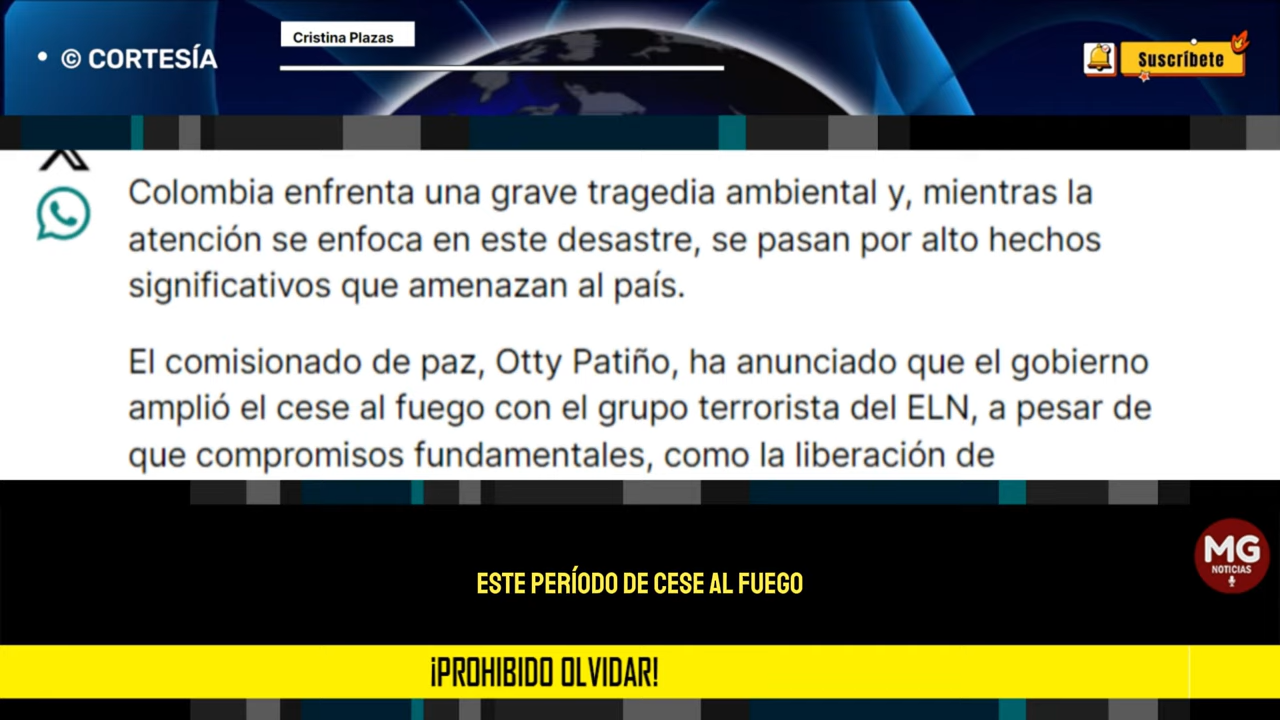 Cristina Plazas
• © CORTESÍA
Suscríbete
Colombia enfrenta una grave tragedia ambiental y, mientras la
atención se enfoca en este desastre, se pasan por alto hechos
significativos que amenazan al país.
El comisionado de paz, Otty Patiño, ha anunciado que el gobierno
amplió el cese al fuego con el grupo terrorista del ELN, a pesar de
que compromisos fundamentales, como la liberación de
MG
NOTICIAS
ESTE PERÍODO DE CESE AL FUEGO
¡PROHIBIDO OLVIDAR!